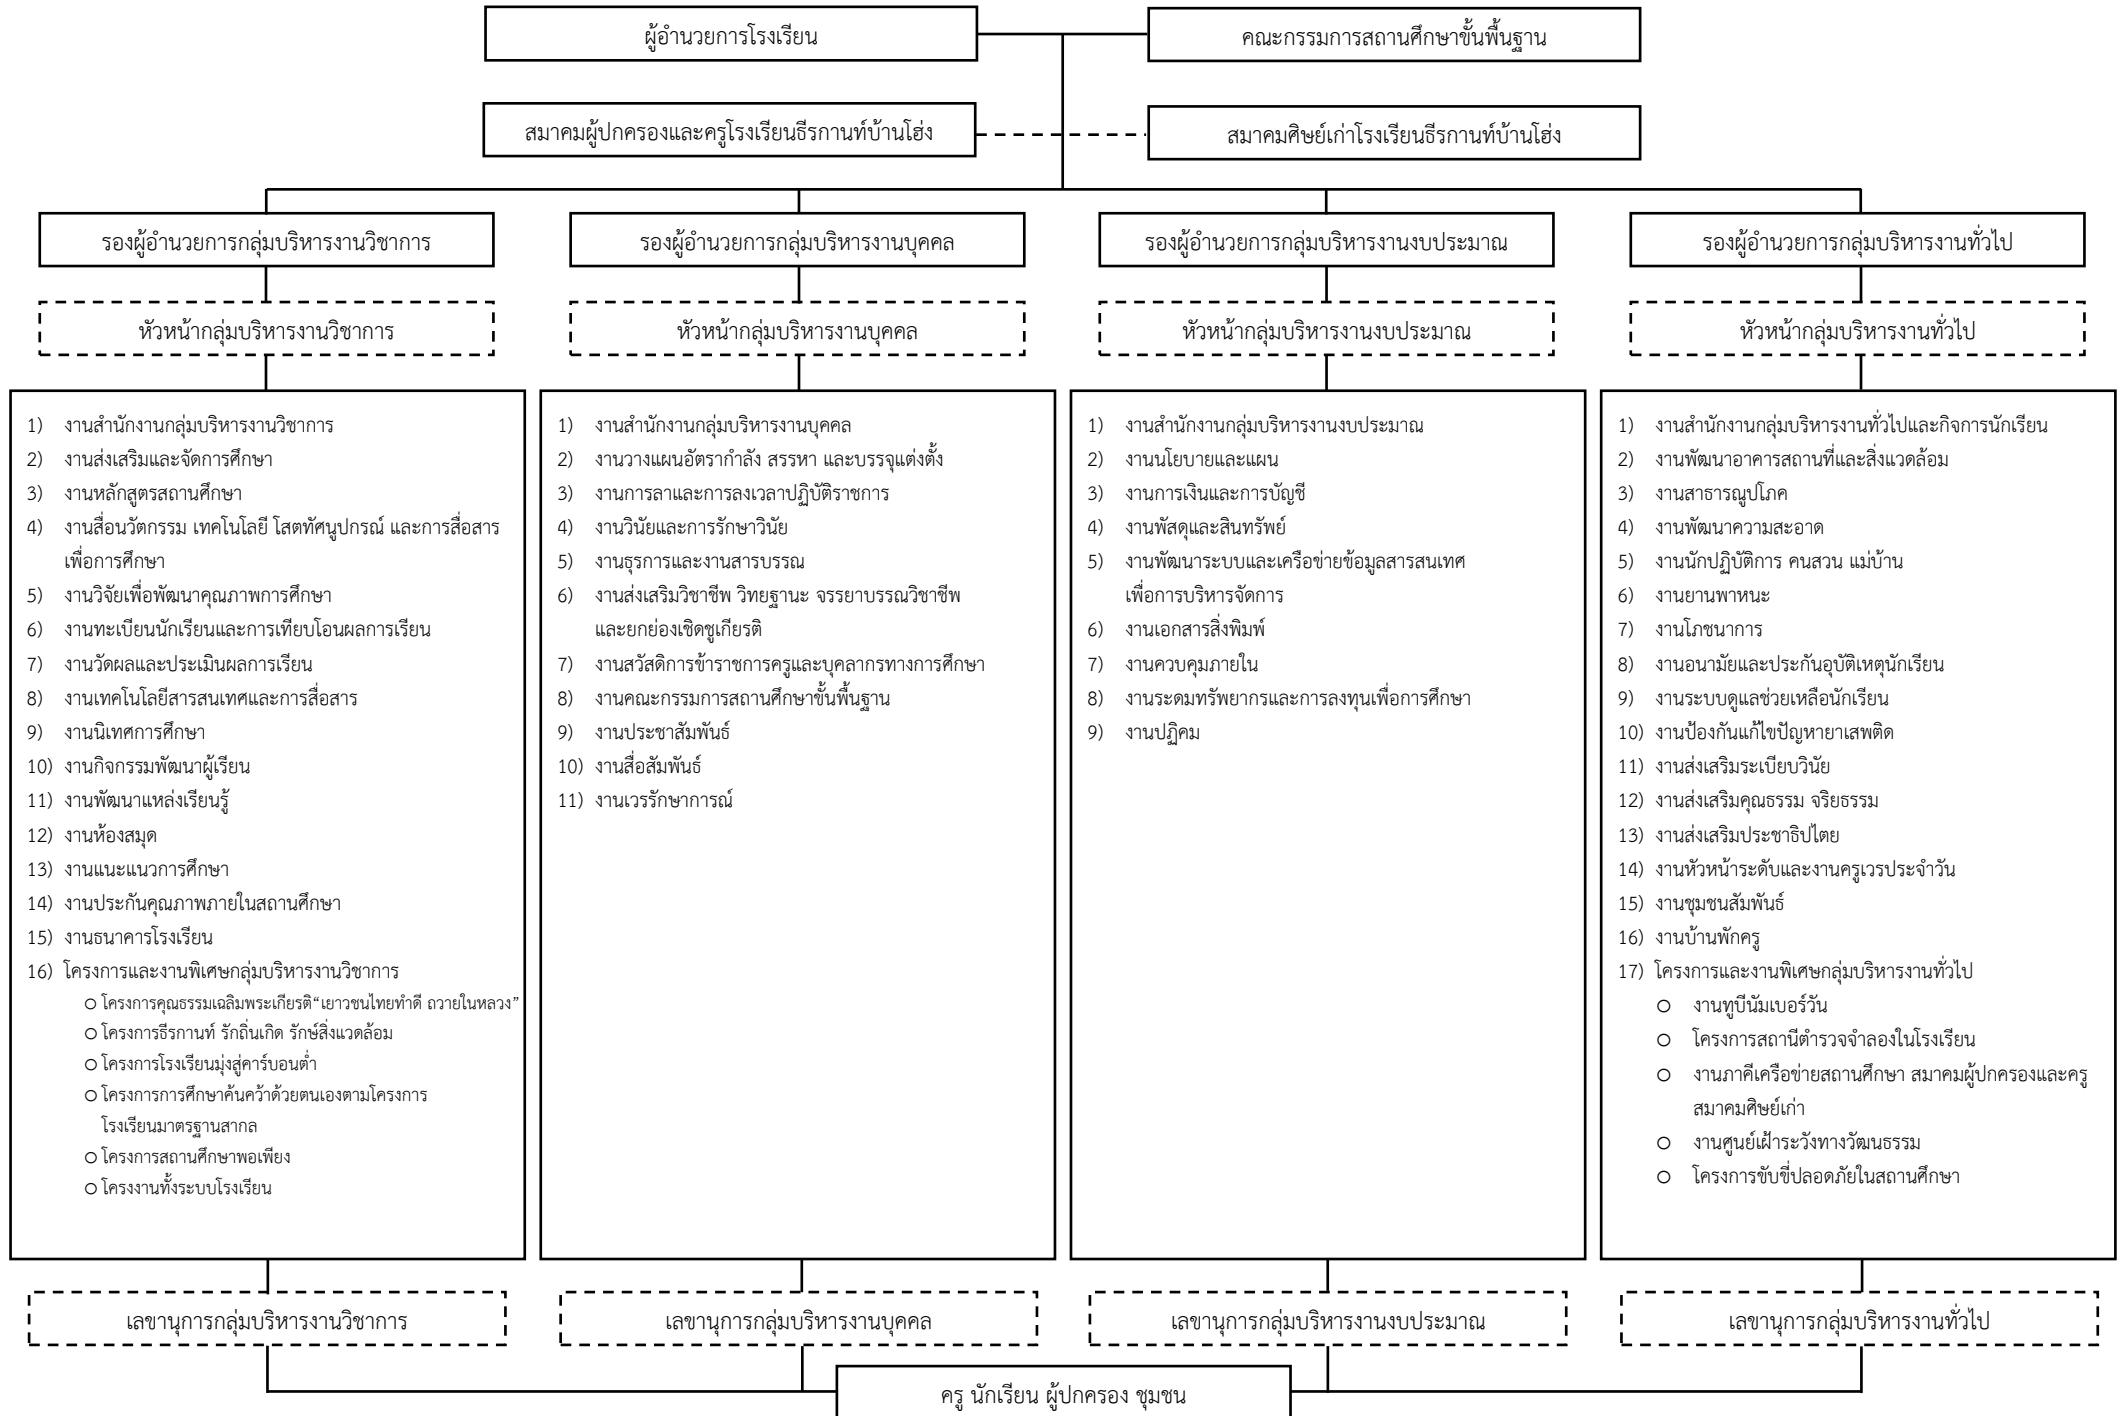 ผู้อำนวยการโรงเรียน
คณะกรรมการสถานศึกษาขั้นพื้นฐาน
สมาคมผู้ปกครองและครูโรงเรียนธีรกานท์บ้านโฮ่ง
สมาคมศิษย์เก่าโรงเรียนธีรกานท์บ้านโฮ่ง
รองผู้อำนวยการกลุ่มบริหารงานวิชาการ
รองผู้อำนวยการกลุ่มบริหารงานบุคคล
รองผู้อำนวยการกลุ่มบริหารงานงบประมาณ
รองผู้อำนวยการกลุ่มบริหารงานทั่วไป
หัวหน้ากลุ่มบริหารงานวิชาการ
หัวหน้ากลุ่มบริหารงานบุคคล
หัวหน้ากลุ่มบริหารงานงบประมาณ
หัวหน้ากลุ่มบริหารงานทั่วไป
1) งานสำนักงานกลุ่มบริหารงานวิชาการ
2) งานส่งเสริมและจัดการศึกษา
3) งานหลักสูตรสถานศึกษา
4) งานสื่อนวัตกรรม เทคโนโลยี โสตทัศนูปกรณ์ และการสื่อสาร
เพื่อการศึกษา
5) งานวิจัยเพื่อพัฒนาคุณภาพการศึกษา
6) งานทะเบียนนักเรียนและการเทียบโอนผลการเรียน
7) งานวัดผลและประเมินผลการเรียน
8) งานเทคโนโลยีสารสนเทศและการสื่อสาร
9) งานนิเทศการศึกษา
10) งานกิจกรรมพัฒนาผู้เรียน
11) งานพัฒนาแหล่งเรียนรู้
12) งานห้องสมุด
13) งานแนะแนวการศึกษา
14) งานประกันคุณภาพภายในสถานศึกษา
15) งานธนาคารโรงเรียน
16) โครงการและงานพิเศษกลุ่มบริหารงานวิชาการ
o โครงการคุณธรรมเฉลิมพระเกียรติ“เยาวชนไทยทำดี ถวายในหลวง”
o โครงการธีรกานท์ รักถิ่นเกิด รักษ์สิ่งแวดล้อม
o โครงการโรงเรียนมุ่งสู่คาร์บอนต่ำ
o โครงการการศึกษาค้นคว้าด้วยตนเองตามโครงการ
โรงเรียนมาตรฐานสากล
o โครงการสถานศึกษาพอเพียง
o โครงงานทั้งระบบโรงเรียน
1) งานสำนักงานกลุ่มบริหารงานบุคคล
2) งานวางแผนอัตรากำลัง สรรหา และบรรจุแต่งตั้ง
3) งานการลาและการลงเวลาปฏิบัติราชการ
4) งานวินัยและการรักษาวินัย
5) งานธุรการและงานสารบรรณ
6) งานส่งเสริมวิชาชีพ วิทยฐานะ จรรยาบรรณวิชาชีพ
และยกย่องเชิดชูเกียรติ
7) งานสวัสดิการข้าราชการครูและบุคลากรทางการศึกษา
8) งานคณะกรรมการสถานศึกษาขั้นพื้นฐาน
9) งานประชาสัมพันธ์
10) งานสื่อสัมพันธ์
11) งานเวรรักษาการณ์
1) งานสำนักงานกลุ่มบริหารงานงบประมาณ
2) งานนโยบายและแผน
3) งานการเงินและการบัญชี
4) งานพัสดุและสินทรัพย์
5) งานพัฒนาระบบและเครือข่ายข้อมูลสารสนเทศ
เพื่อการบริหารจัดการ
6) งานเอกสารสิ่งพิมพ์
7) งานควบคุมภายใน
8) งานระดมทรัพยากรและการลงทุนเพื่อการศึกษา
9) งานปฏิคม
1) งานสำนักงานกลุ่มบริหารงานทั่วไปและกิจการนักเรียน
2) งานพัฒนาอาคารสถานที่และสิ่งแวดล้อม
3) งานสาธารณูปโภค
4) งานพัฒนาความสะอาด
5) งานนักปฏิบัติการ คนสวน แม่บ้าน
6) งานยานพาหนะ
7) งานโภชนาการ
8) งานอนามัยและประกันอุบัติเหตุนักเรียน
9) งานระบบดูแลช่วยเหลือนักเรียน
10) งานป้องกันแก้ไขปัญหายาเสพติด
11) งานส่งเสริมระเบียบวินัย
12) งานส่งเสริมคุณธรรม จริยธรรม
13) งานส่งเสริมประชาธิปไตย
14) งานหัวหน้าระดับและงานครูเวรประจำวัน
15) งานชุมชนสัมพันธ์
16) งานบ้านพักครู
17) โครงการและงานพิเศษกลุ่มบริหารงานทั่วไป
o งานทูบีนัมเบอร์วัน
o โครงการสถานีตำรวจจำลองในโรงเรียน
o งานภาคีเครือข่ายสถานศึกษา สมาคมผู้ปกครองและครู
สมาคมศิษย์เก่า
o งานศูนย์เฝ้าระวังทางวัฒนธรรม
o โครงการขับขี่ปลอดภัยในสถานศึกษา
เลขานุการกลุ่มบริหารงานวิชาการ
เลขานุการกลุ่มบริหารงานบุคคล
เลขานุการกลุ่มบริหารงานงบประมาณ
เลขานุการกลุ่มบริหารงานทั่วไป
ครู นักเรียน ผู้ปกครอง ชุมชน